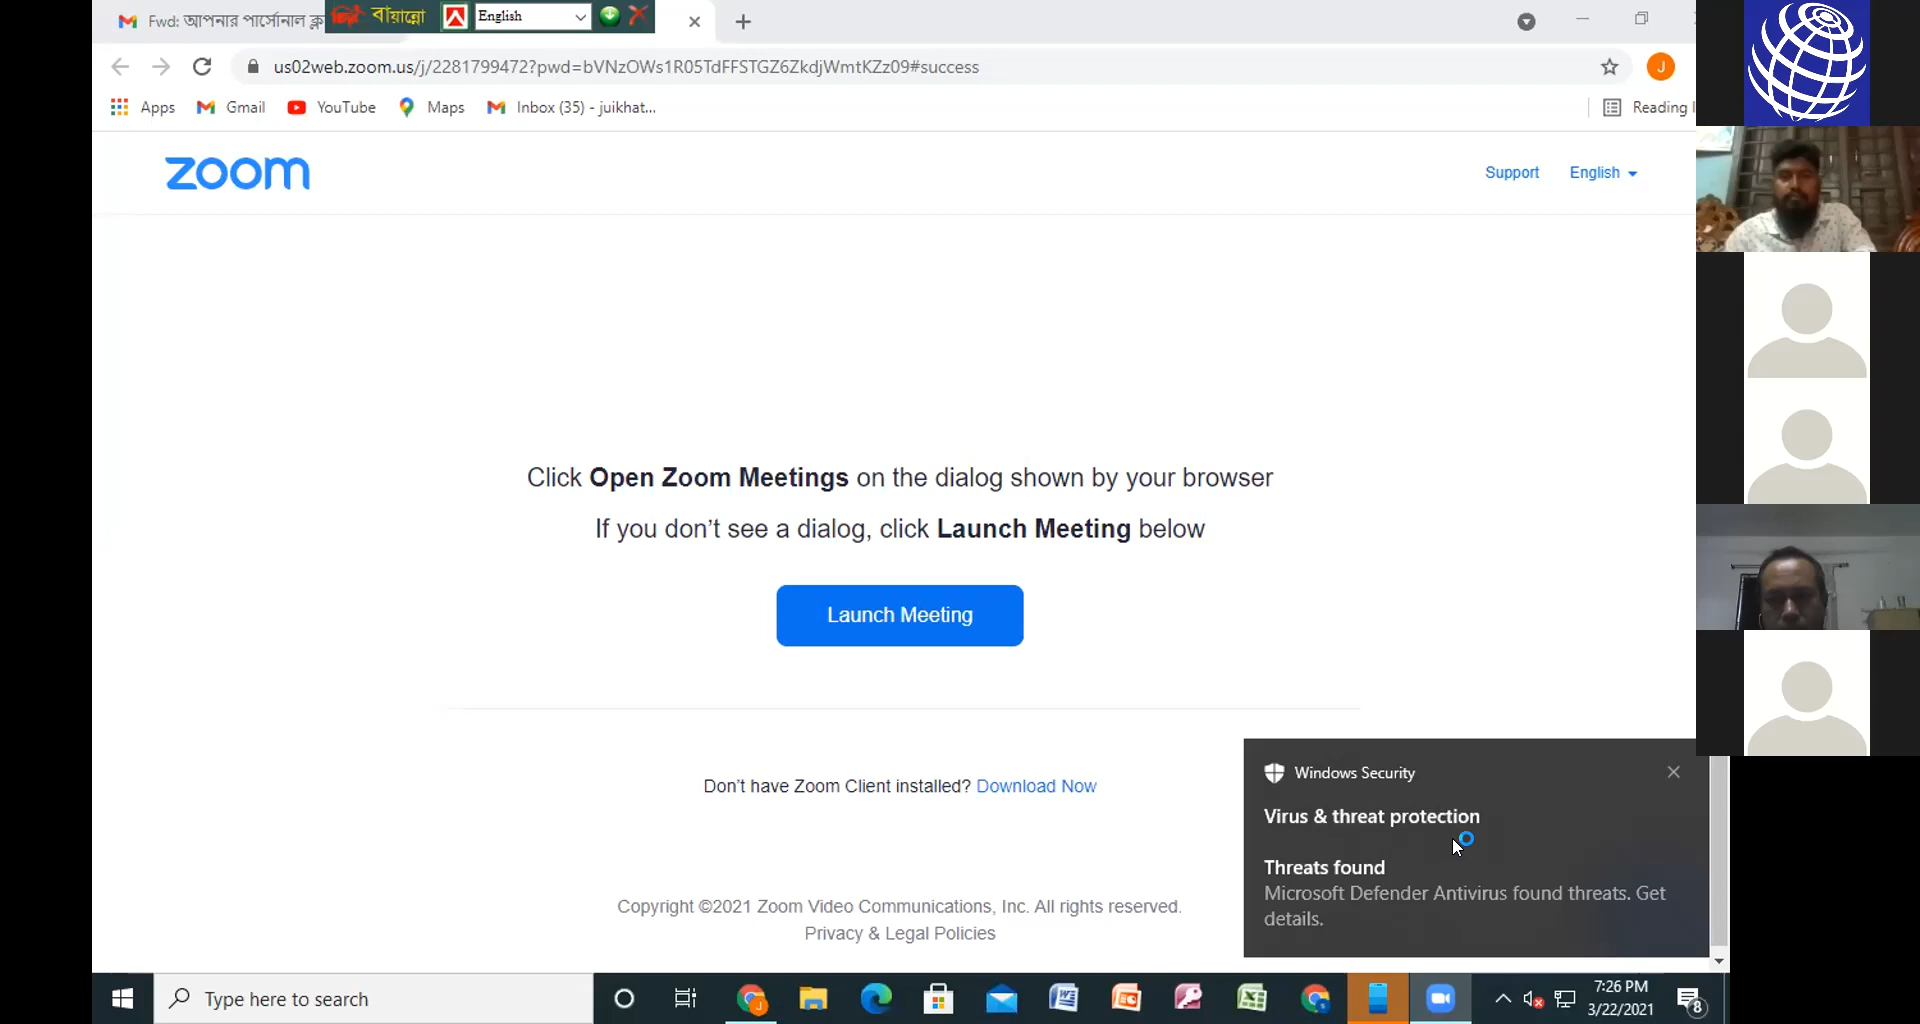 Fwd: আপনার পার্সোনাল ক্ল
বায়ান্নো
English
us02web.zoom.us/j/2281799472?pwd=bVNzOWs1R05TdFFSTGZ6ZkdjWmtKZz09#success
J
Apps
Gmail
YouTube
Maps
Inbox (35) - juikhat...
Reading l
zoom
Support
English
Click Open Zoom Meetings on the dialog shown by your browser
If you don’t see a dialog, click Launch Meeting below
Launch Meeting
Don’t have Zoom Client installed? Download Now
Copyright ©2021 Zoom Video Communications, Inc. All rights reserved.
Privacy & Legal Policies
Windows Security
Virus & threat protection
Threats found
Microsoft Defender Antivirus found threats. Get
details.
Type here to search
7:26 PM
3/22/2021
8